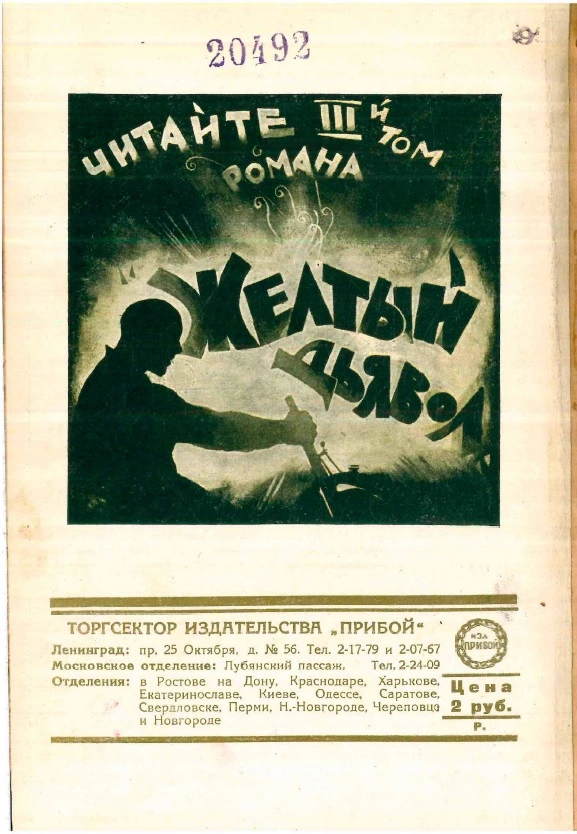 20492
ЧИТАЙТЕ III Й ТОМ
РОМАНА
"ЖЕЛТЫЙ
ДЬЯВОЛ"
ТОРГСЕКТОР ИЗДАТЕЛЬСТВА „ПРИБОЙ“
Ленинград: пр. 25 Октября, д. № 56. Тел. 2-17-79 и 2-07-67
Московское отделение: Лубянский пассаж, Тел. 2-24-09
Отделения: в Ростове на Дону, Краснодаре, Харькове,
Екатеринославе, Киеве, Одессе, Саратове,
Свердловске, Перми, Н.-Новгороде, Череповце
и Новгороде
ИЗД.
ПРИБОЙ
Цена
2 руб.
Р.